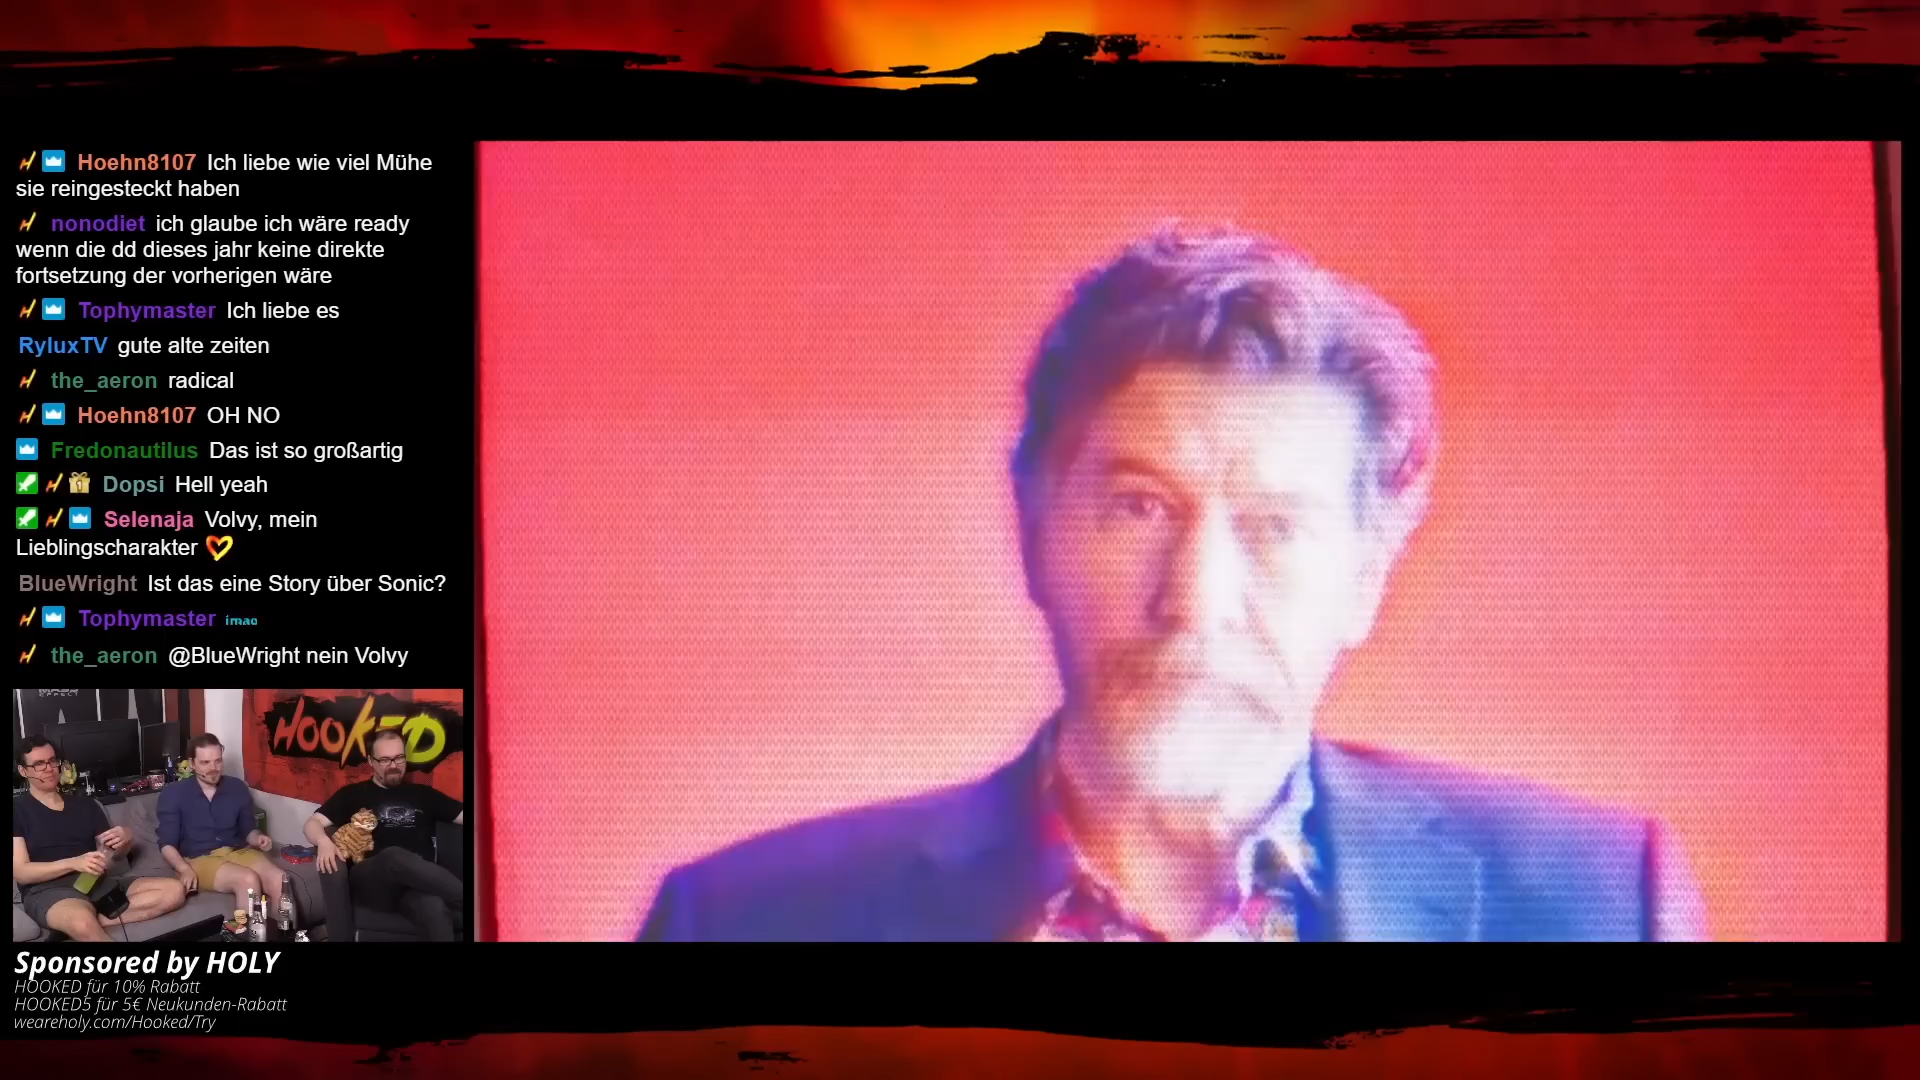 Hoehn8107 Ich liebe wie viel Mühe
sie reingesteckt haben
nonodiet ich glaube ich wäre ready
wenn die dd dieses jahr keine direkte
fortsetzung der vorherigen wäre
Tophymaster Ich liebe es
RyluxTV gute alte zeiten
the_aeron radical
Hoehn8107 OH NO
Fredonautilus Das ist so großartig
Dopsi Hell yeah
Selenaja Volvy, mein
Lieblingscharakter
BlueWright Ist das eine Story über Sonic?
Tophymaster lmao
the_aeron @BlueWright nein Volvy
HOOKED
Sponsored by HOLY
HOOKED für 10% Rabatt
HOOKED5 für 5€ Neukunden-Rabatt
weareholy.com/Hooked/Try